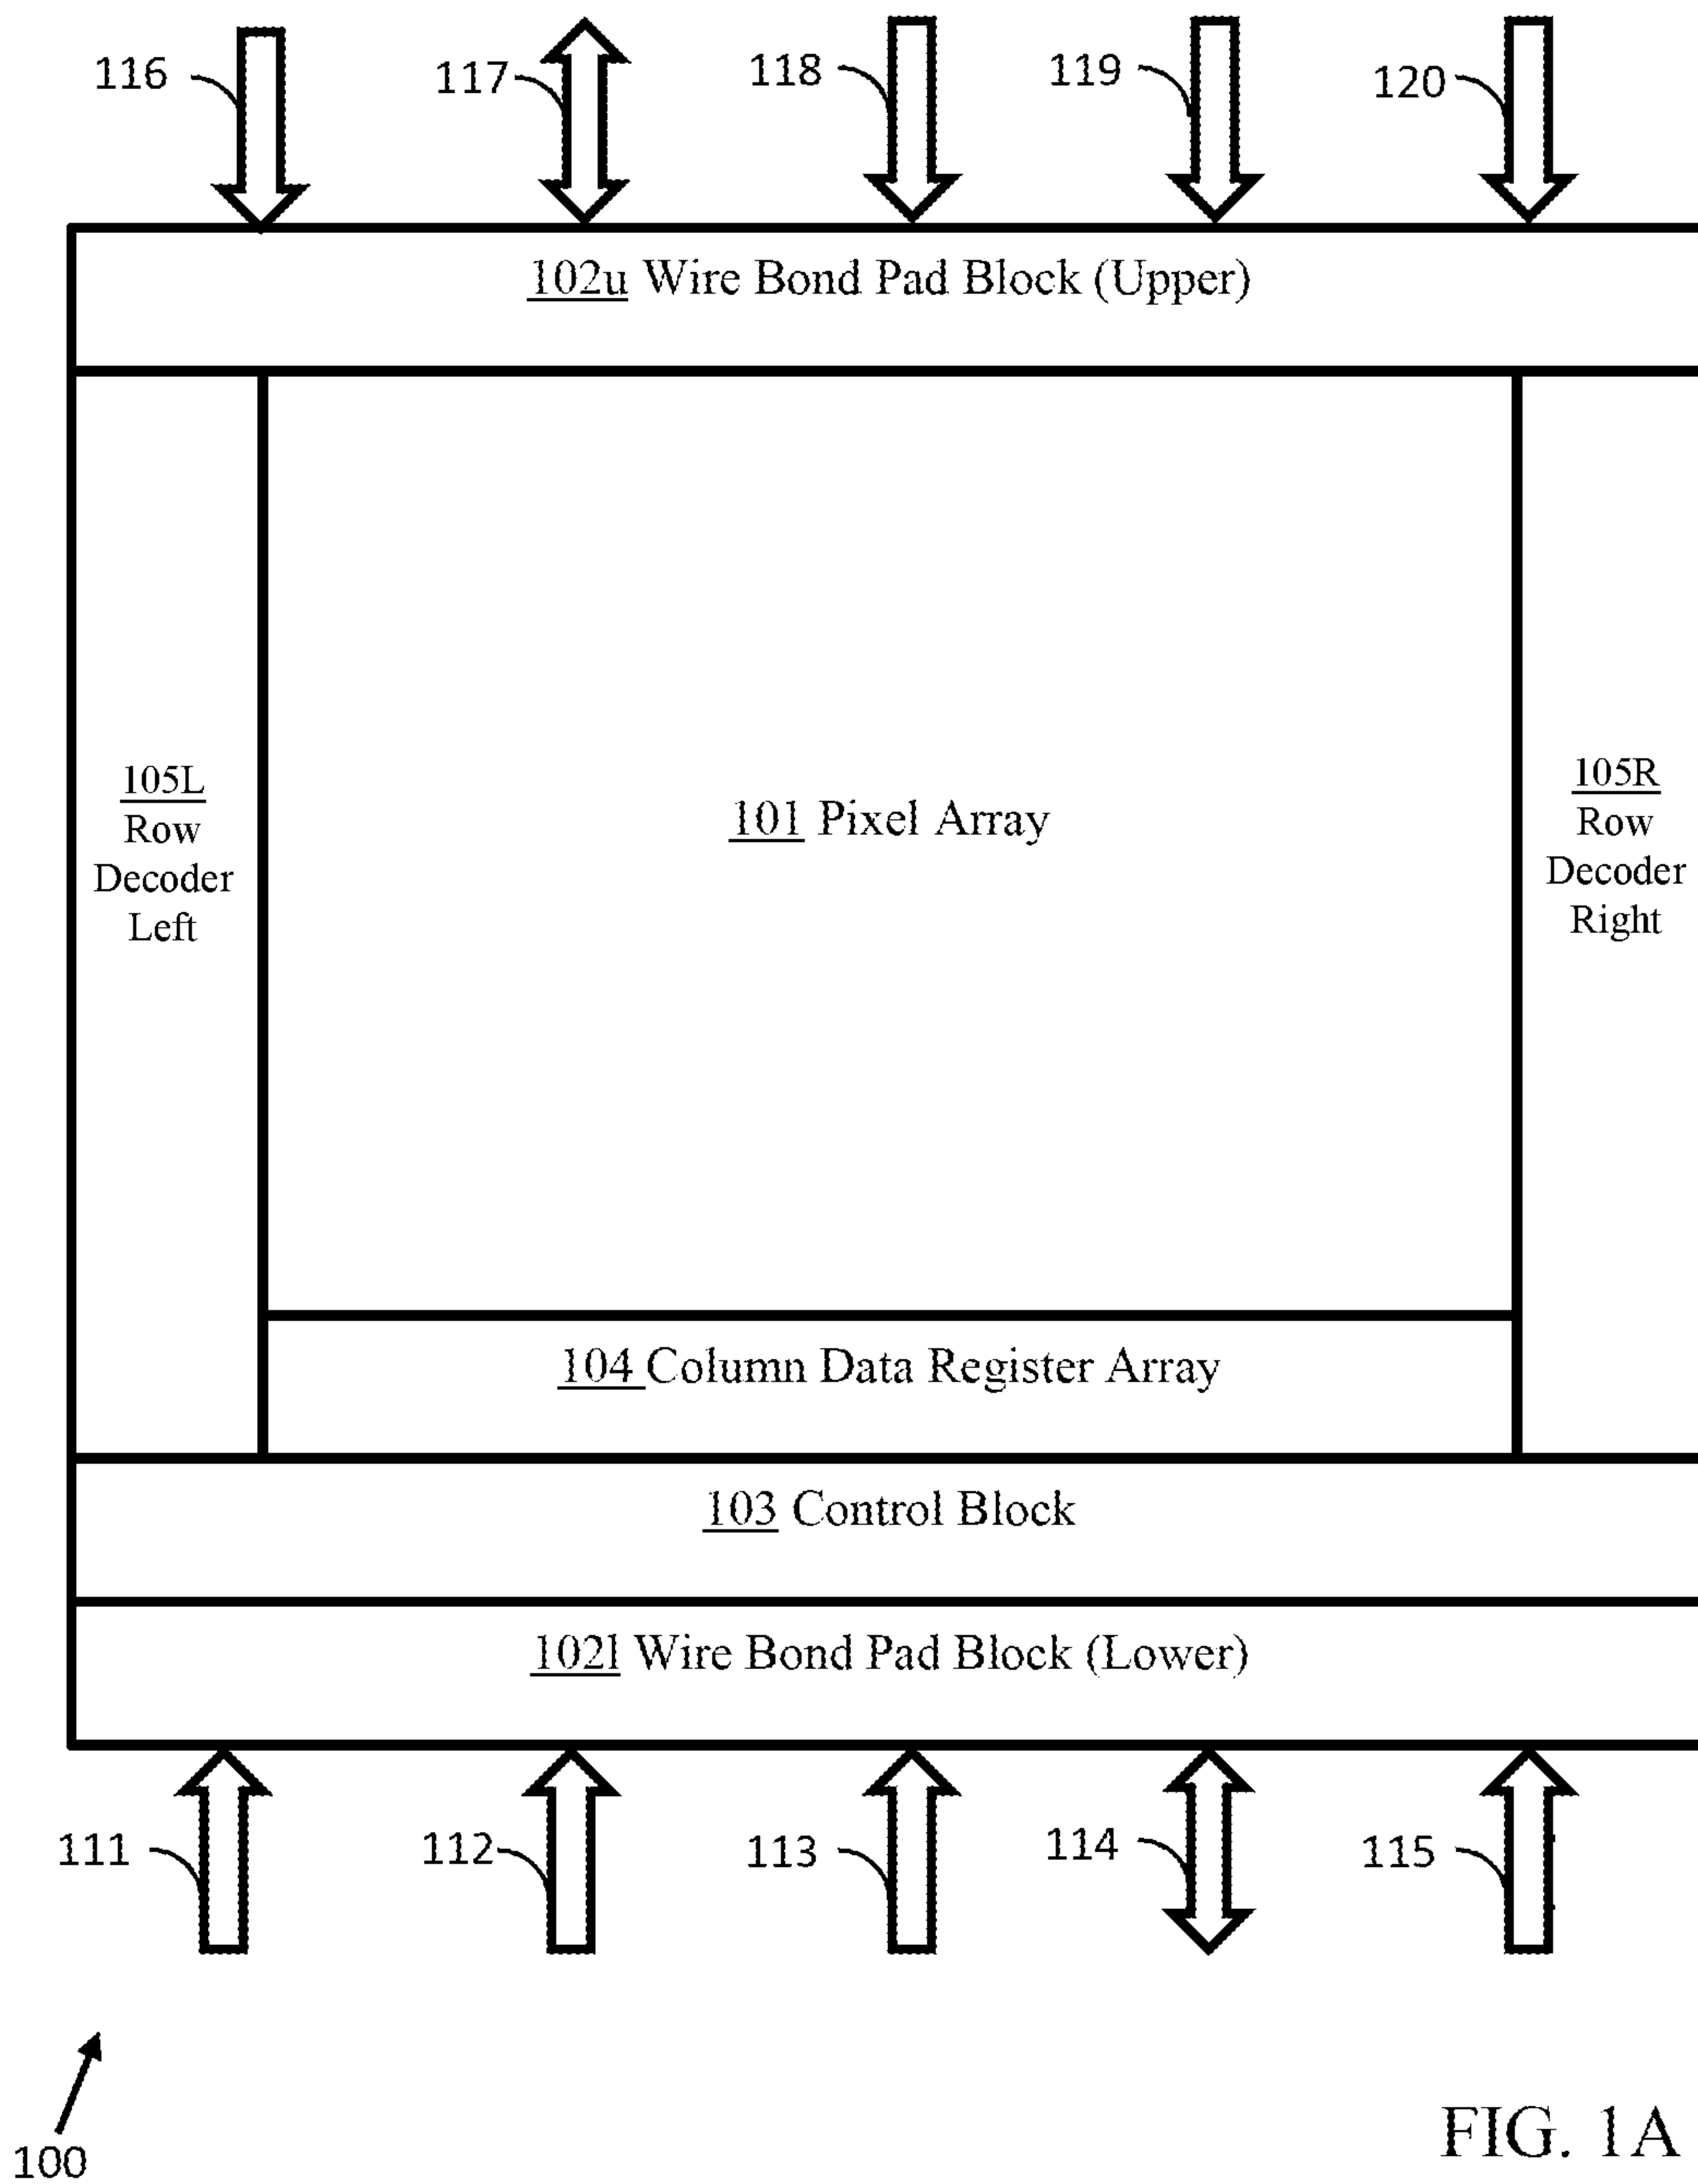 116
117
118
119
120
102u Wire Bond Pad Block (Upper)
105L
Row
Decoder
Left
101 Pixel Array
105R
Row
Decoder
Right
104 Column Data Register Array
103 Control Block
102l Wire Bond Pad Block (Lower)
111
112
113
114
115
100
FIG. 1A